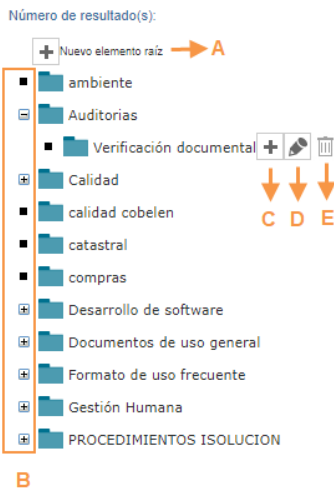 Número de resultado(s):
Nuevo elemento raíz A
ambiente
Auditorias
Verificación documental
Calidad
C D E
calidad cobelen
catastral
compras
Desarrollo de software
Documentos de uso general
Formato de uso frecuente
Gestión Humana
PROCEDIMIENTOS ISOLUCION
B